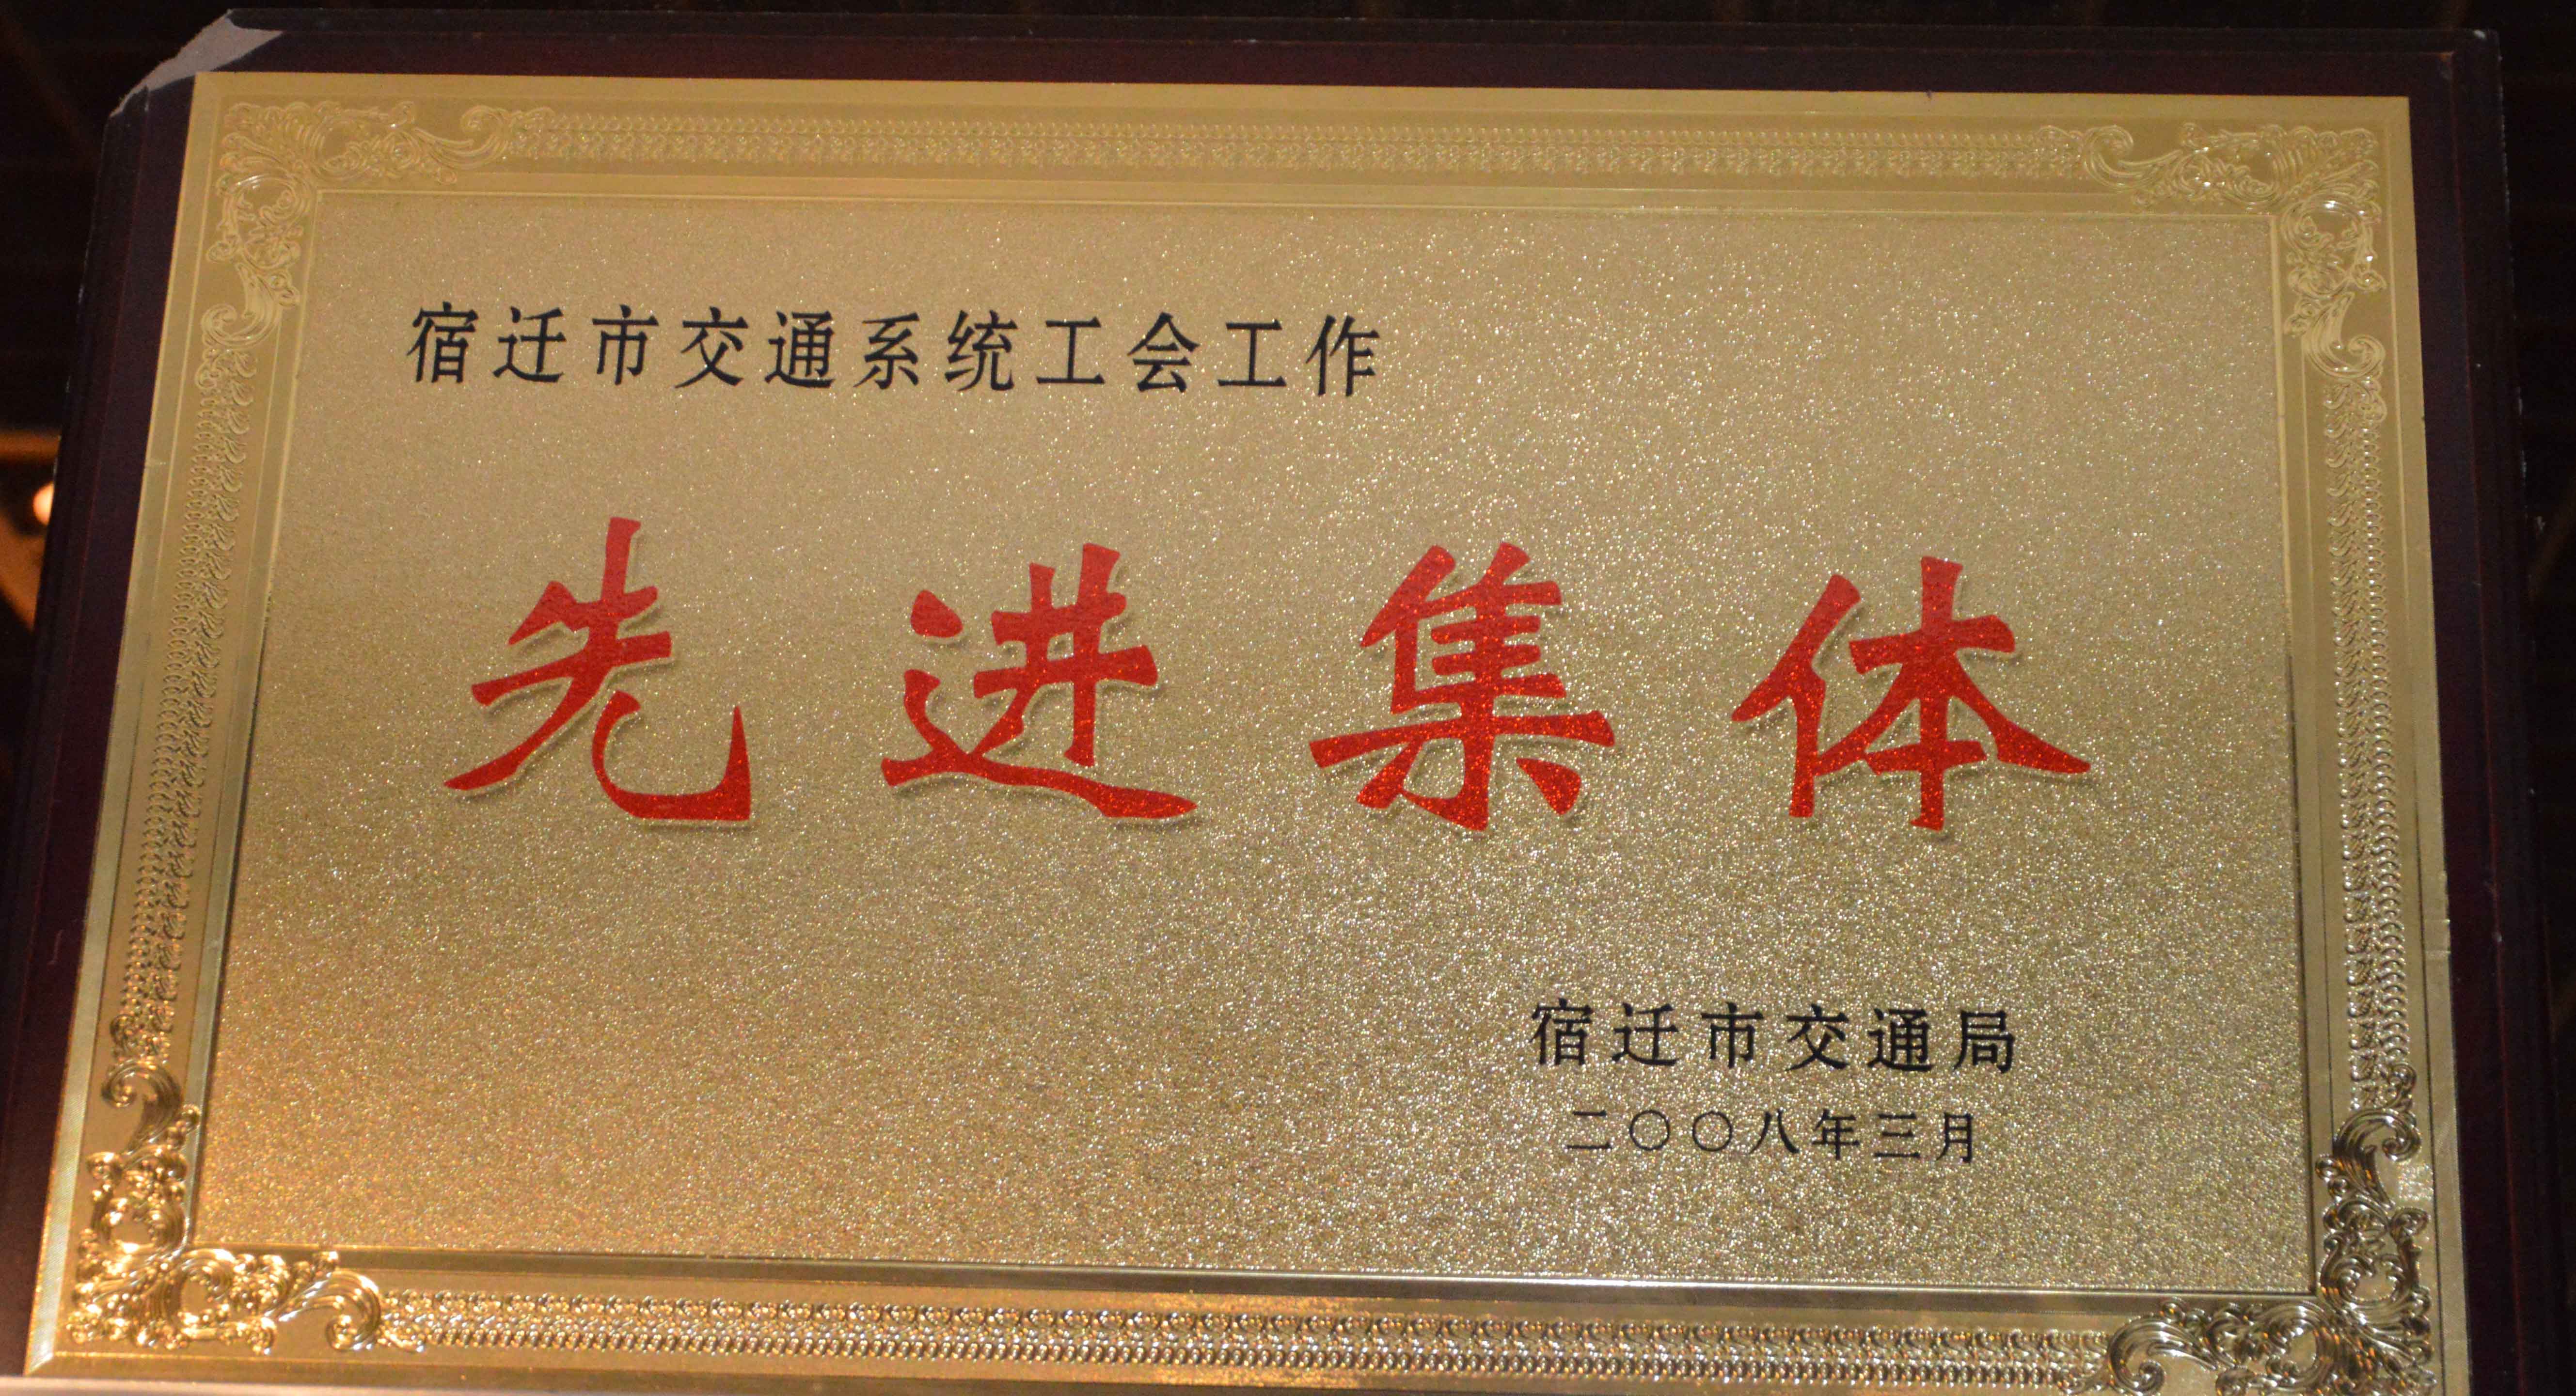 宿迁市交通系统工会工作
先进集体
宿迁市交通局
二〇〇八年三月